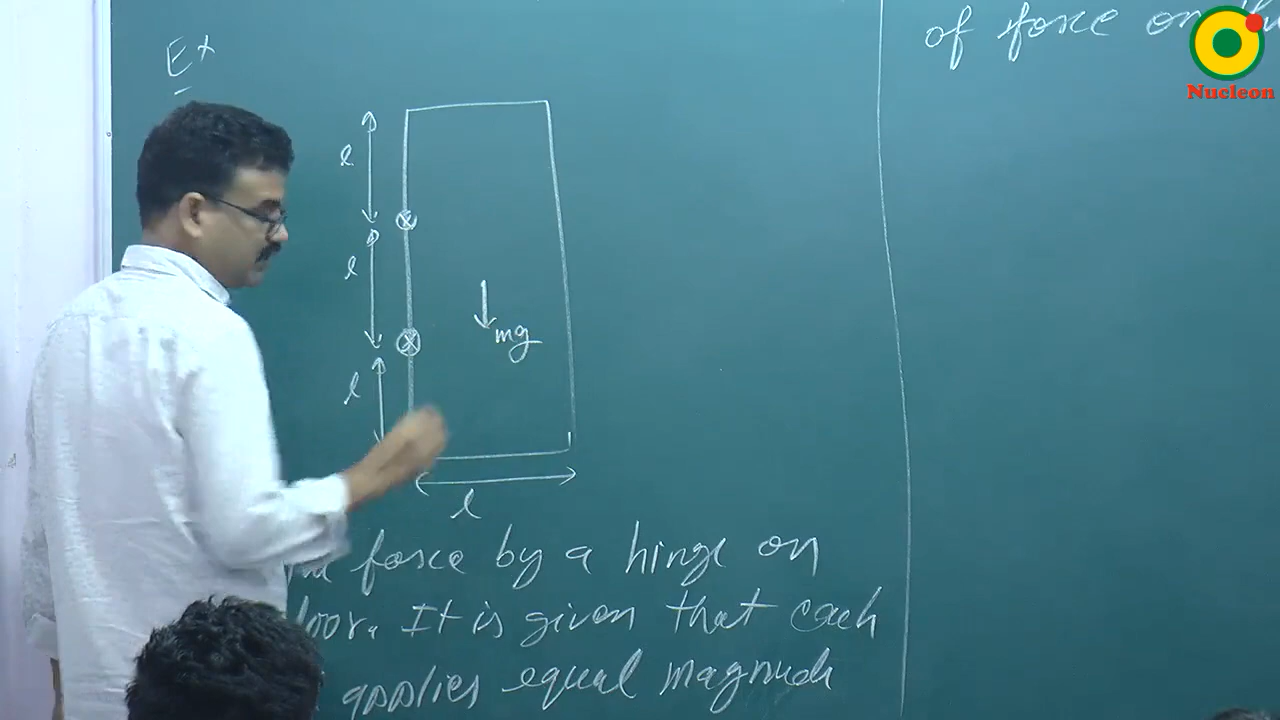 Ex
l
l
l
mg
l
force by a hinge on
door. It is given that each
applies equal magnitude
of force on
Nucleon